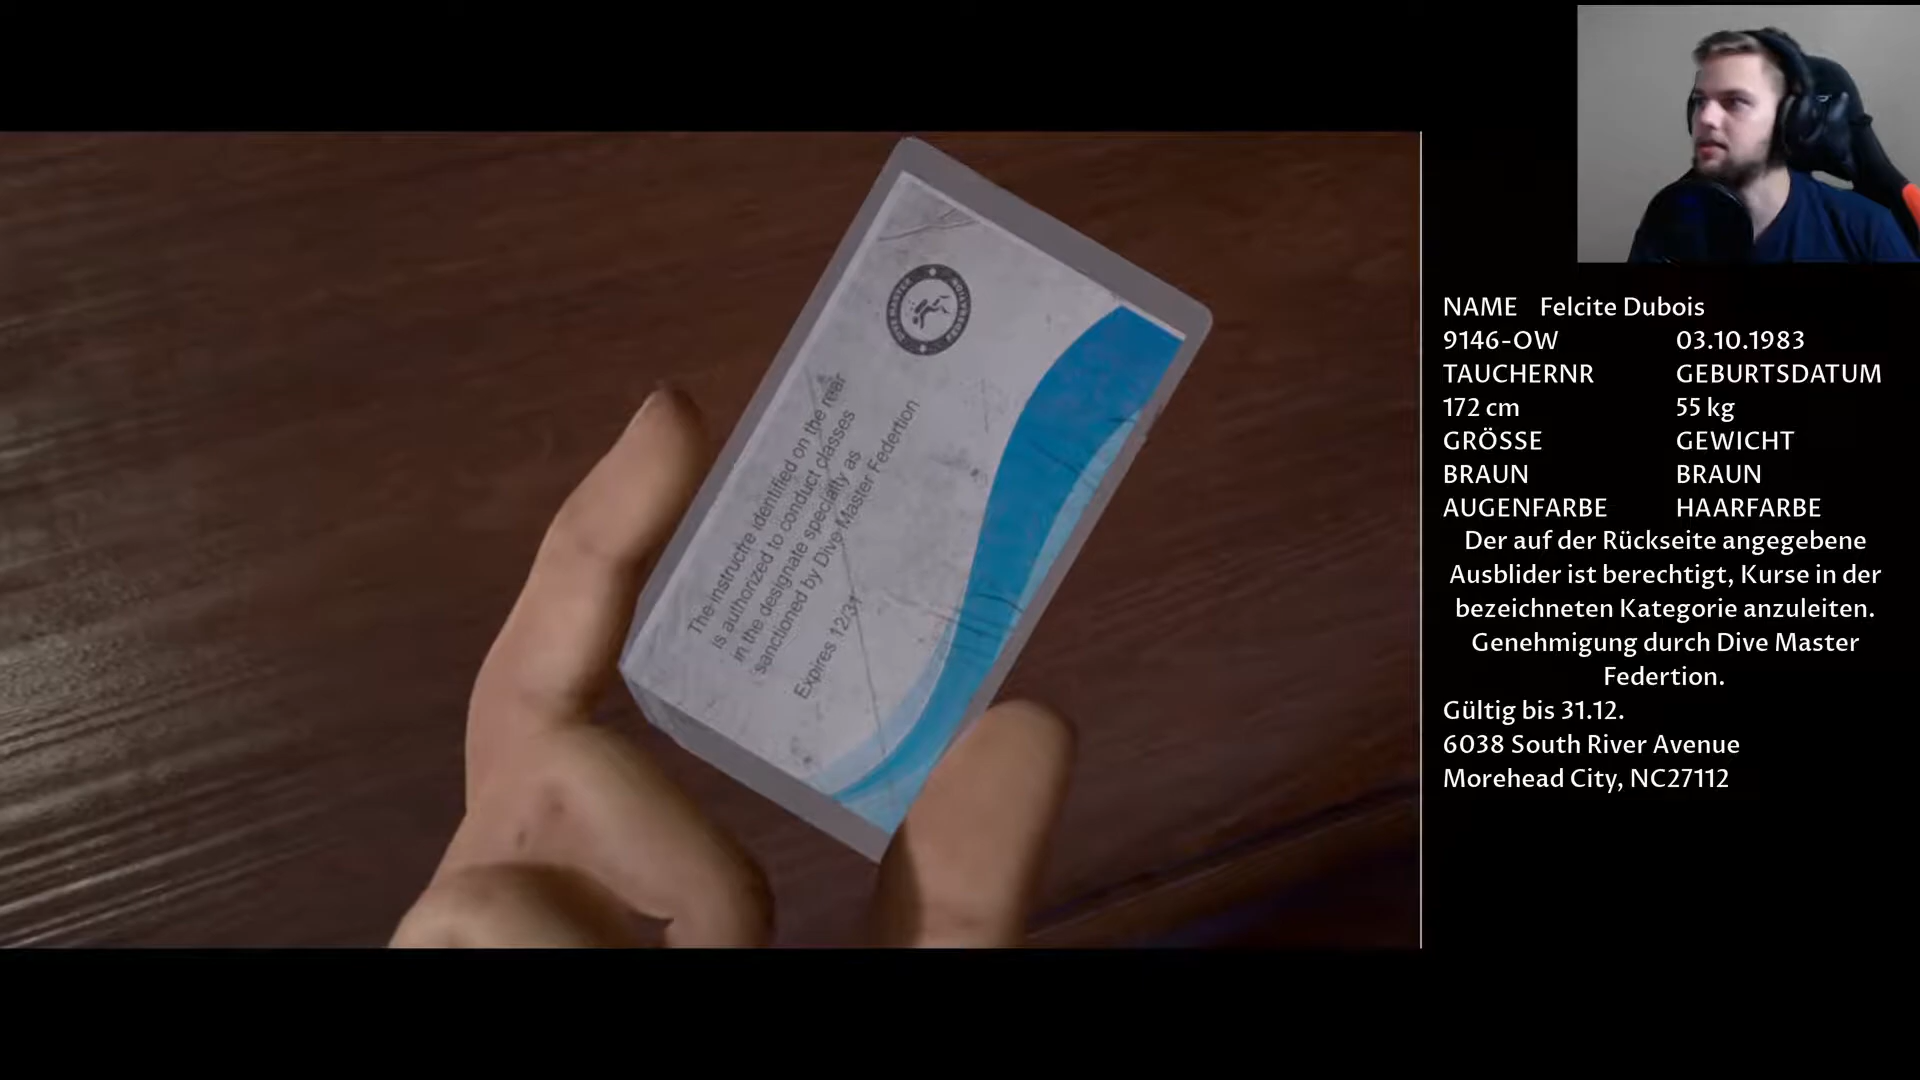 DIVE MASTER FEDERATION
The instructre identified on the rear
is authorized to conduct classes
in the designate specialty as
sanctioned by Dive Master Federtion
Expires 12/31
NAME Felcite Dubois
9146-OW 03.10.1983
TAUCHERNR GEBURTSDATUM
172 cm 55 kg
GRÖSSE GEWICHT
BRAUN BRAUN
AUGENFARBE HAARFARBE
Der auf der Rückseite angegebene
Ausblider ist berechtigt, Kurse in der
bezeichneten Kategorie anzuleiten.
Genehmigung durch Dive Master
Federtion.
Gültig bis 31.12.
6038 South River Avenue
Morehead City, NC27112